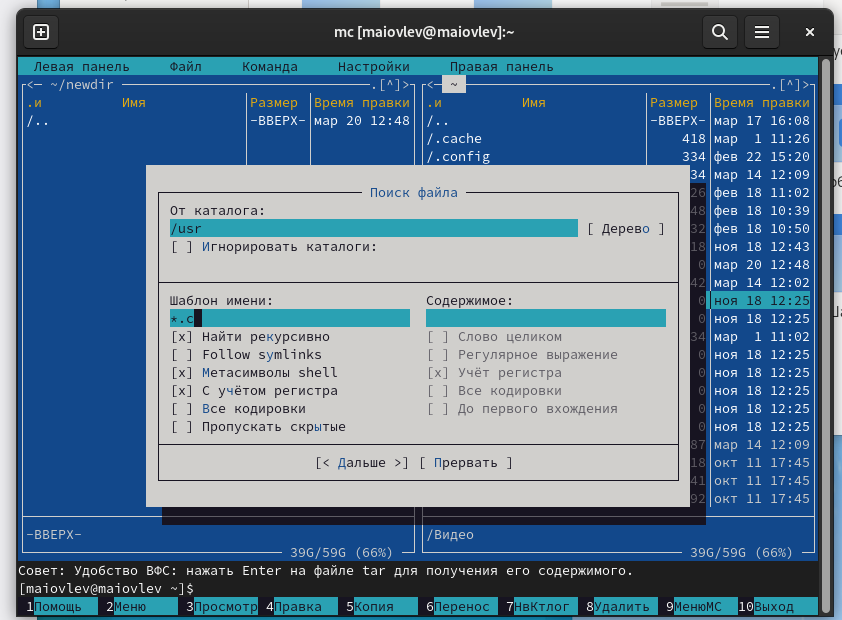 mc [maiovlev@maiovlev]:~
Левая панель Файл Команда Настройки Правая панель
<— ~/newdir .[^]> <— ~ .[^]>
.и Имя Размер Время правки .и Имя Размер Время правки
/.. -ВВЕРХ- мар 20 12:48 /.. -ВВЕРХ- мар 17 16:08
/.cache 418 мар 1 11:26
/.config 334 фев 22 15:20
34 мар 14 12:09
Поиск файла 26 фев 18 11:02
От каталога: 48 фев 18 10:39
/usr [ Дерево ] 32 фев 18 10:50
[ ] Игнорировать каталоги: 18 ноя 18 12:43
0 мар 20 12:48
42 мар 14 12:02
Шаблон имени: Содержимое: 0 ноя 18 12:25
*.c 0 ноя 18 12:25
[x] Найти рекурсивно [ ] Слово целиком 34 мар 1 11:02
[ ] Follow symlinks [ ] Регулярное выражение 0 ноя 18 12:25
[x] Метасимволы shell [x] Учёт регистра 0 ноя 18 12:25
[x] С учётом регистра [ ] Все кодировки 0 ноя 18 12:25
[ ] Все кодировки [ ] До первого вхождения 0 ноя 18 12:25
[ ] Пропускать скрытые 0 ноя 18 12:25
87 мар 14 12:09
[< Дальше >] [ Прервать ] 18 окт 11 17:45
41 окт 11 17:45
92 окт 11 17:45
-ВВЕРХ- /Видео
39G/59G (66%) 39G/59G (66%)
Совет: Удобство ВФС: нажать Enter на файле tar для получения его содержимого.
[maiovlev@maiovlev ~]$
1Помощь 2Меню 3Просмотр 4Правка 5Копия 6Перенос 7НвКтлог 8Удалить 9МенюМС 10Выход